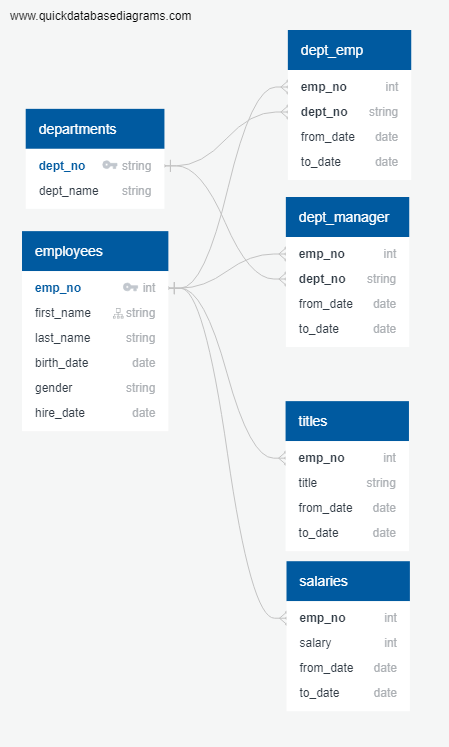 www.quickdatabasediagrams.com
dept_emp
emp_no int
dept_no string
from_date date
to_date date
departments
dept_no string
dept_name string
dept_manager
emp_no int
dept_no string
from_date date
to_date date
employees
emp_no int
first_name string
last_name string
birth_date date
gender string
hire_date date
titles
emp_no int
title string
from_date date
to_date date
salaries
emp_no int
salary int
from_date date
to_date date